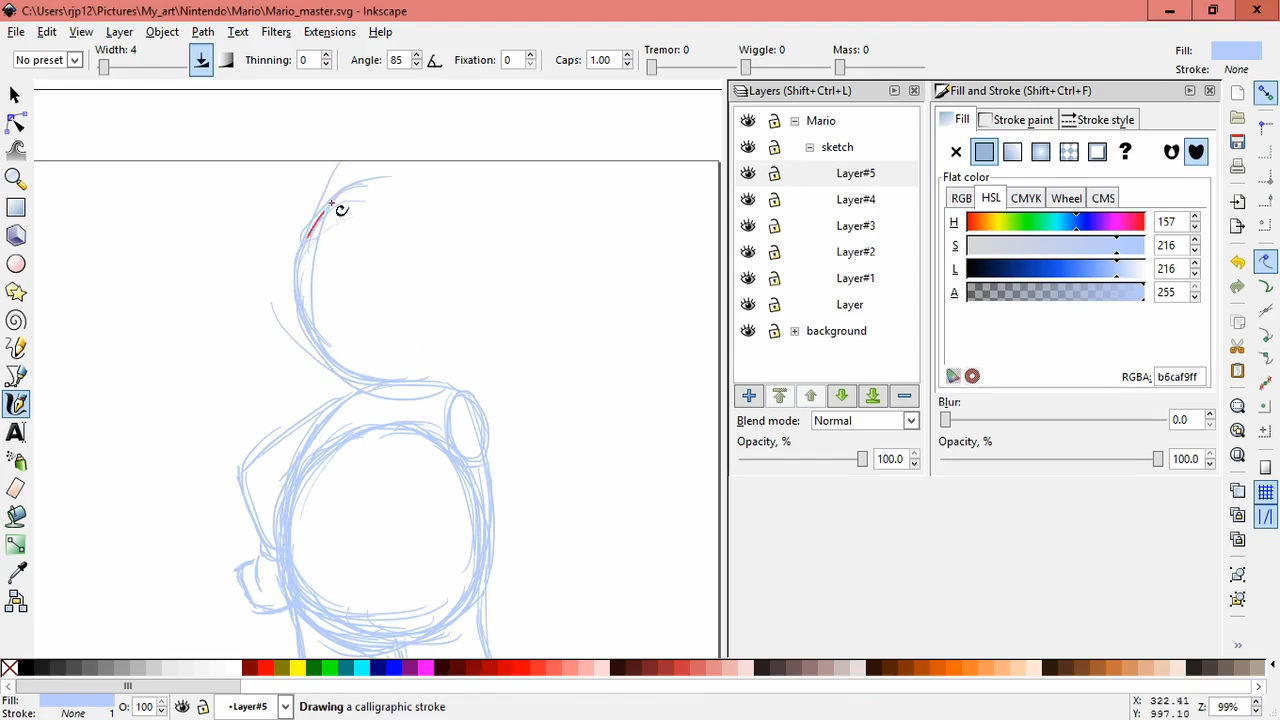 C:\Users\rjp12\Pictures\My_art\Nintendo\Mario\Mario_master.svg - Inkscape
File Edit View Layer Object Path Text Filters Extensions Help
No preset Width: 4 Thinning: 0 Angle: 85 Fixation: 0 Caps: 1.00 Tremor: 0 Wiggle: 0 Mass: 0 Fill: Stroke: None
Layers (Shift+Ctrl+L)
Mario
sketch
Layer#5
Layer#4
Layer#3
Layer#2
Layer#1
Layer
background
Blend mode: Normal
Opacity, %
100.0
Fill and Stroke (Shift+Ctrl+F)
Fill Stroke paint Stroke style
?
Flat color
RGB HSL CMYK Wheel CMS
H 157
S 216
L 216
A 255
RGBA: b6caf9ff
Blur:
0.0
Opacity, %
100.0
Fill:
Stroke: None 1 O: 100 Layer#5 Drawing a calligraphic stroke
X: 322.41
Y: 997.10
Z: 99%